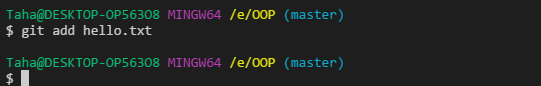 Taha@DESKTOP-OP563O8 MINGW64 /e/OOP (master)
$ git add hello.txt
Taha@DESKTOP-OP563O8 MINGW64 /e/OOP (master)
$